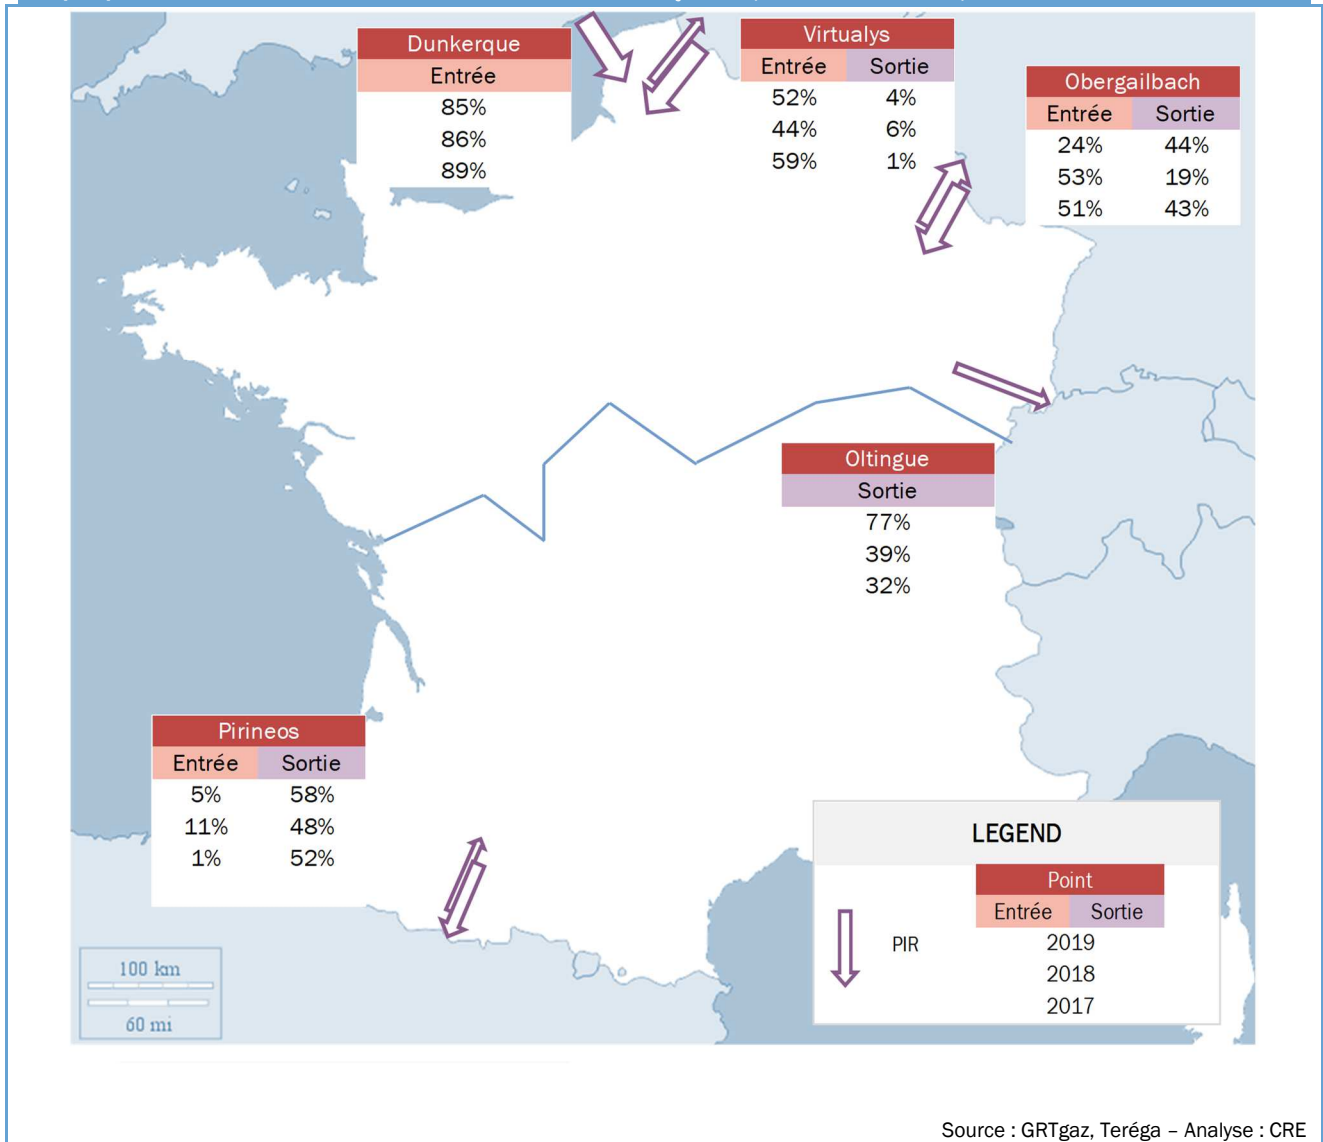 Dunkerque
Entrée
85%
86%
89%
Virtualys
Entrée Sortie
52% 4%
44% 6%
59% 1%
Obergailbach
Entrée Sortie
24% 44%
53% 19%
51% 43%
Oltingue
Sortie
77%
39%
32%
Pirineos
Entrée Sortie
5% 58%
11% 48%
1% 52%
LEGEND
Point
Entrée Sortie
PIR
2019
2018
2017
100 km
60 mi
Source : GRTgaz, Teréga – Analyse : CRE